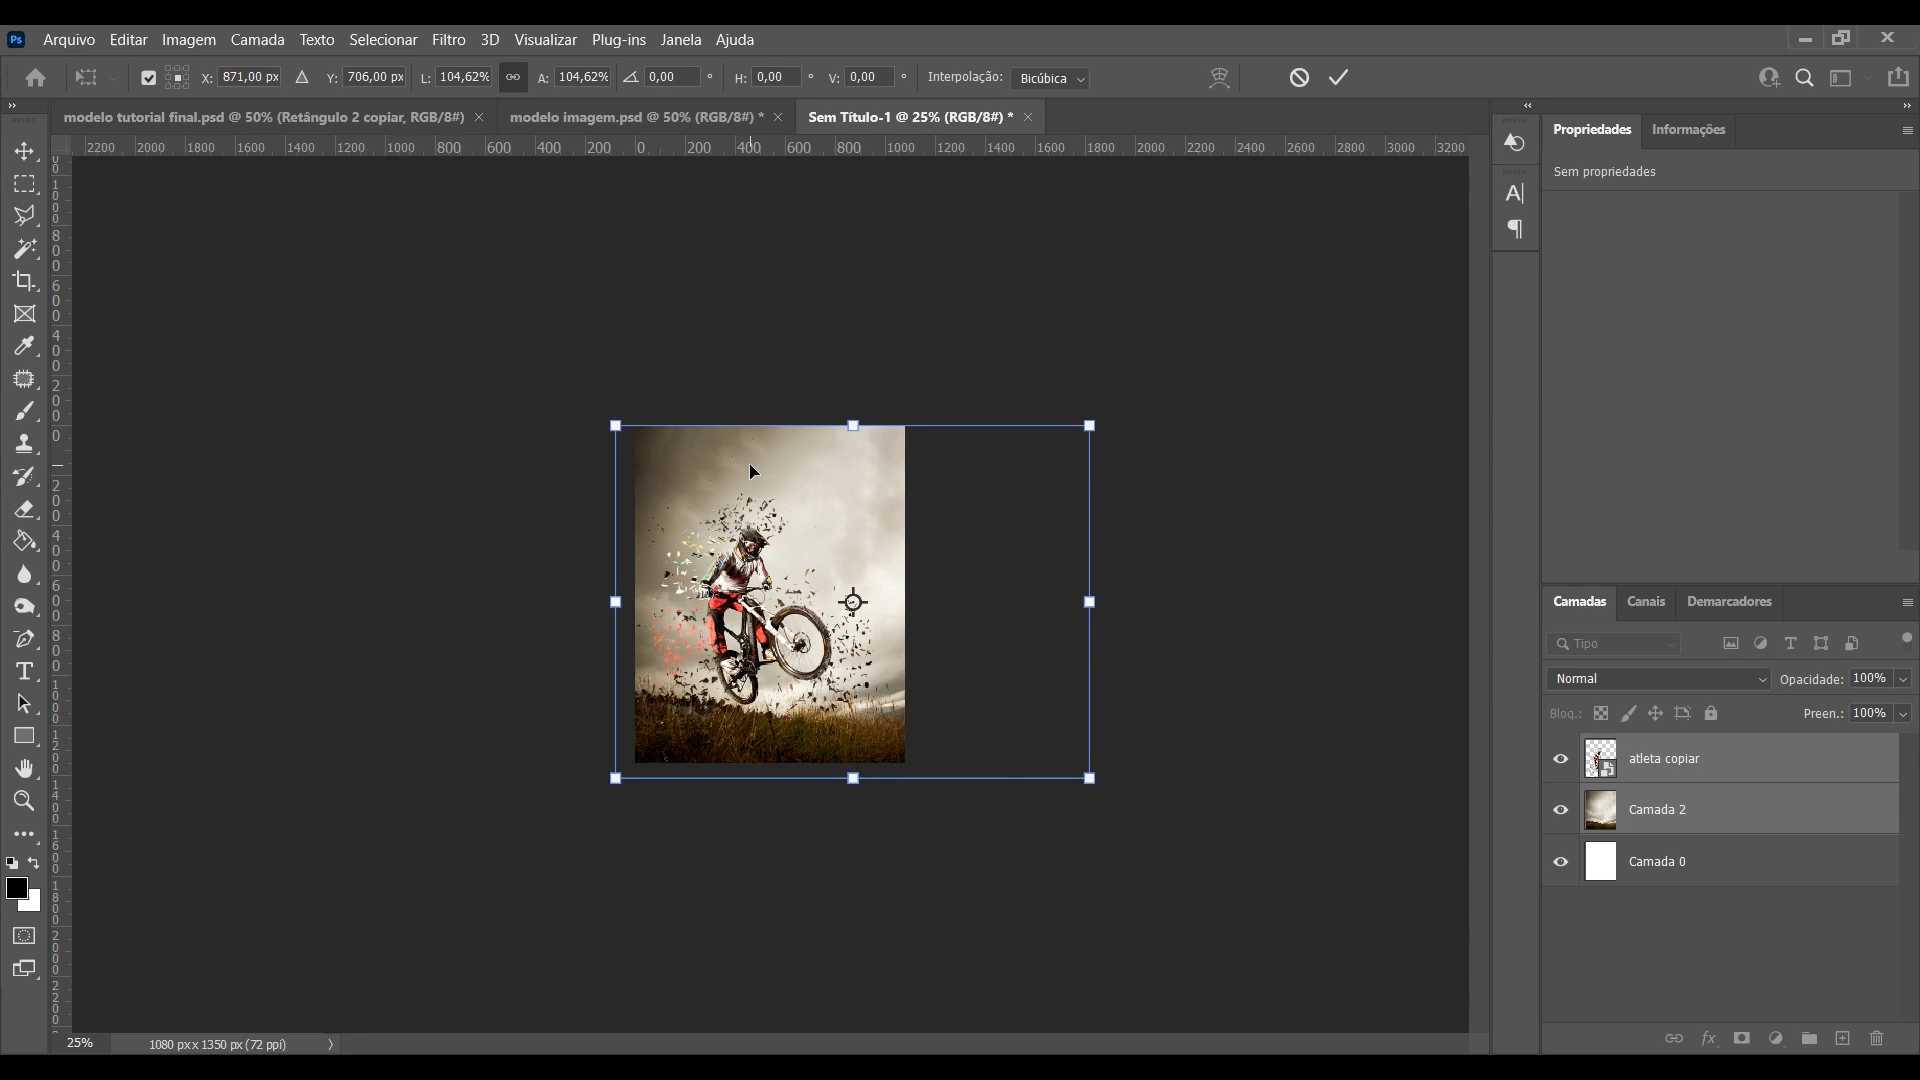 Ps Arquivo Editar Imagem Camada Texto Selecionar Filtro 3D Visualizar Plug-ins Janela Ajuda
X: 871,00 px Y: 706,00 px L: 104,62% A: 104,62% 0,00 ° H: 0,00 ° V: 0,00 ° Interpolação: Bicúbica
modelo tutorial final.psd @ 50% (Retângulo 2 copiar, RGB/8#) × modelo imagem.psd @ 50% (RGB/8#) * × Sem Título-1 @ 25% (RGB/8#) * ×
2200 2000 1800 1600 1400 1200 1000 800 600 400 200 0 200 400 600 800 1000 1200 1400 1600 1800 2000 2200 2400 2600 2800 3000 3200
Propriedades Informações
Sem propriedades
Camadas Canais Demarcadores
Tipo
Normal Opacidade: 100%
Bloq.: Preen.: 100%
atleta copiar
Camada 2
Camada 0
fx
25% 1080 px x 1350 px (72 ppi)